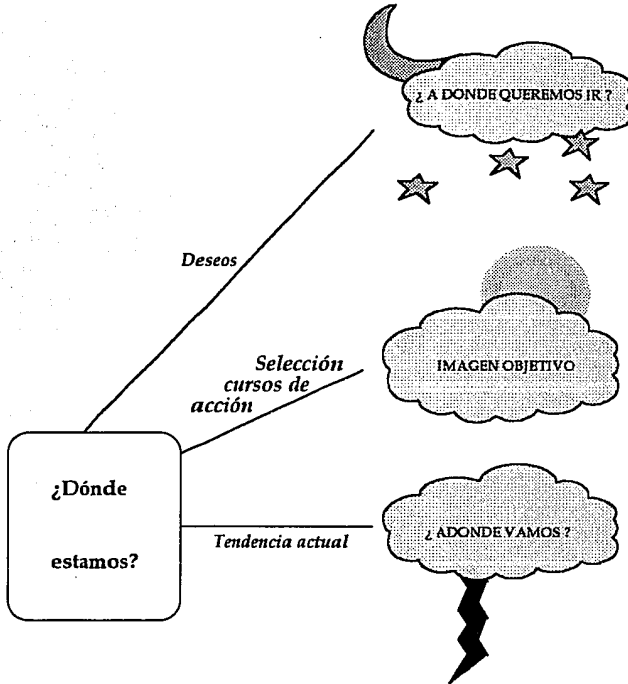 ¿ A DONDE QUEREMOS IR ?
Deseos
Selección
cursos de
acción
IMAGEN OBJETIVO
¿Dónde
estamos?
Tendencia actual
¿ ADONDE VAMOS ?